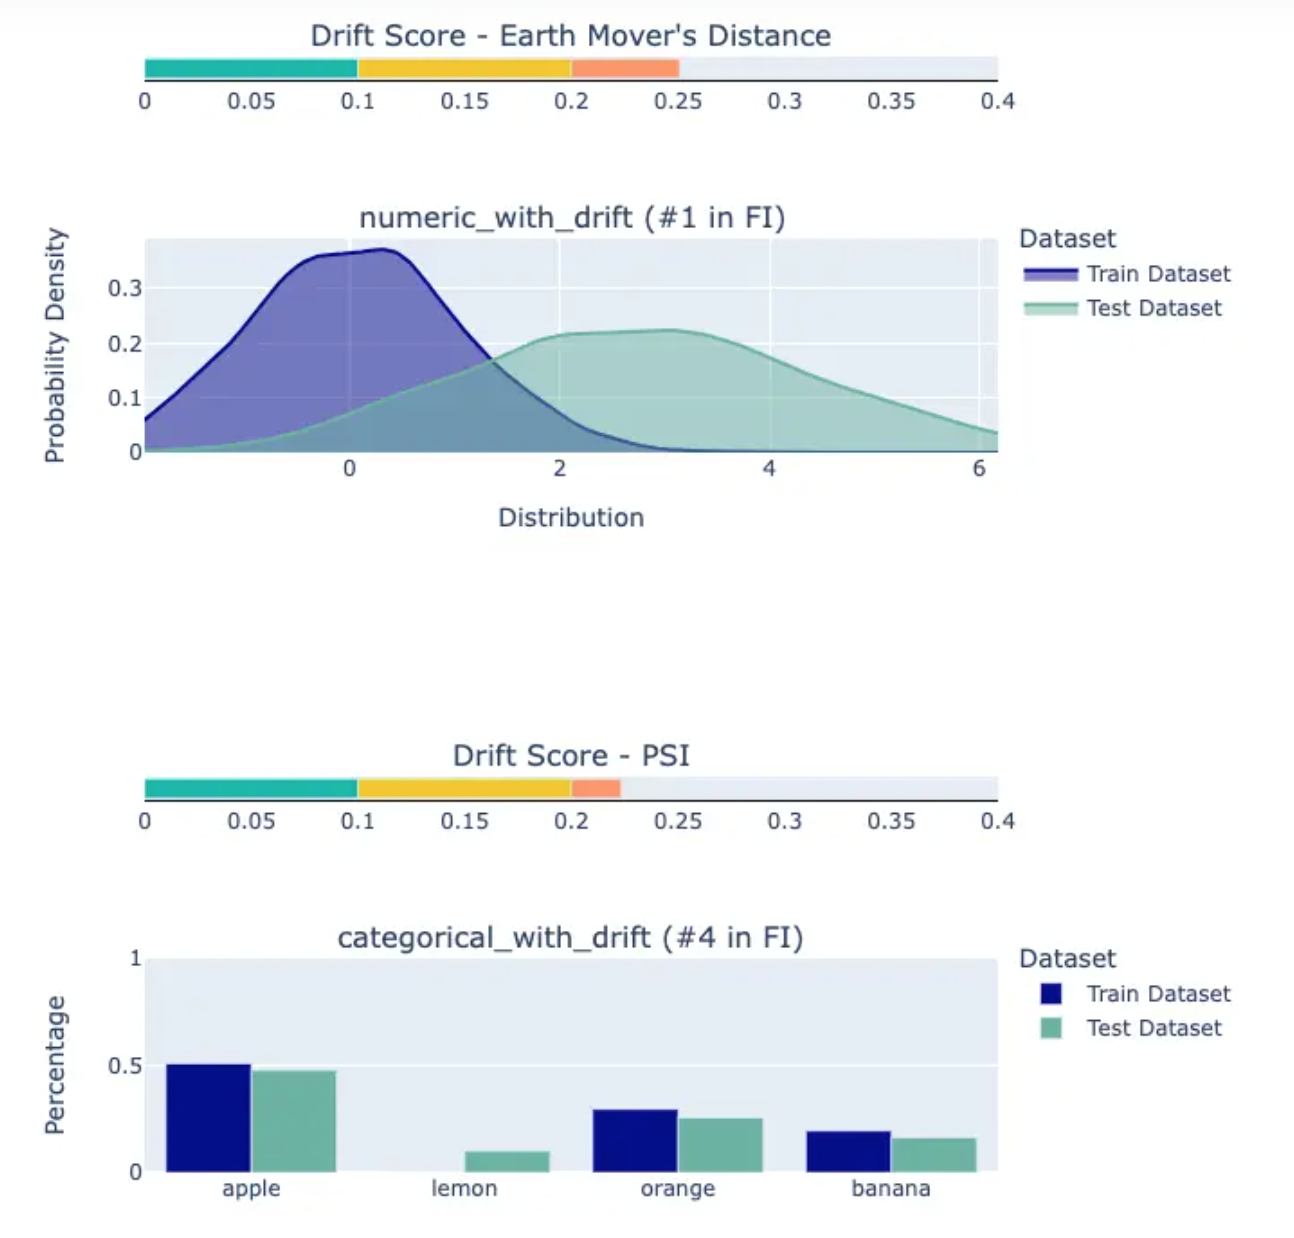 Drift Score - Earth Mover's Distance
0 0.05 0.1 0.15 0.2 0.25 0.3 0.35 0.4
numeric_with_drift (#1 in FI)
Probability Density
0.3
0.2
0.1
0
0 2 4 6
Distribution
Dataset
Train Dataset
Test Dataset
Drift Score - PSI
0 0.05 0.1 0.15 0.2 0.25 0.3 0.35 0.4
categorical_with_drift (#4 in FI)
Percentage
1
0.5
0
apple lemon orange banana
Dataset
Train Dataset
Test Dataset